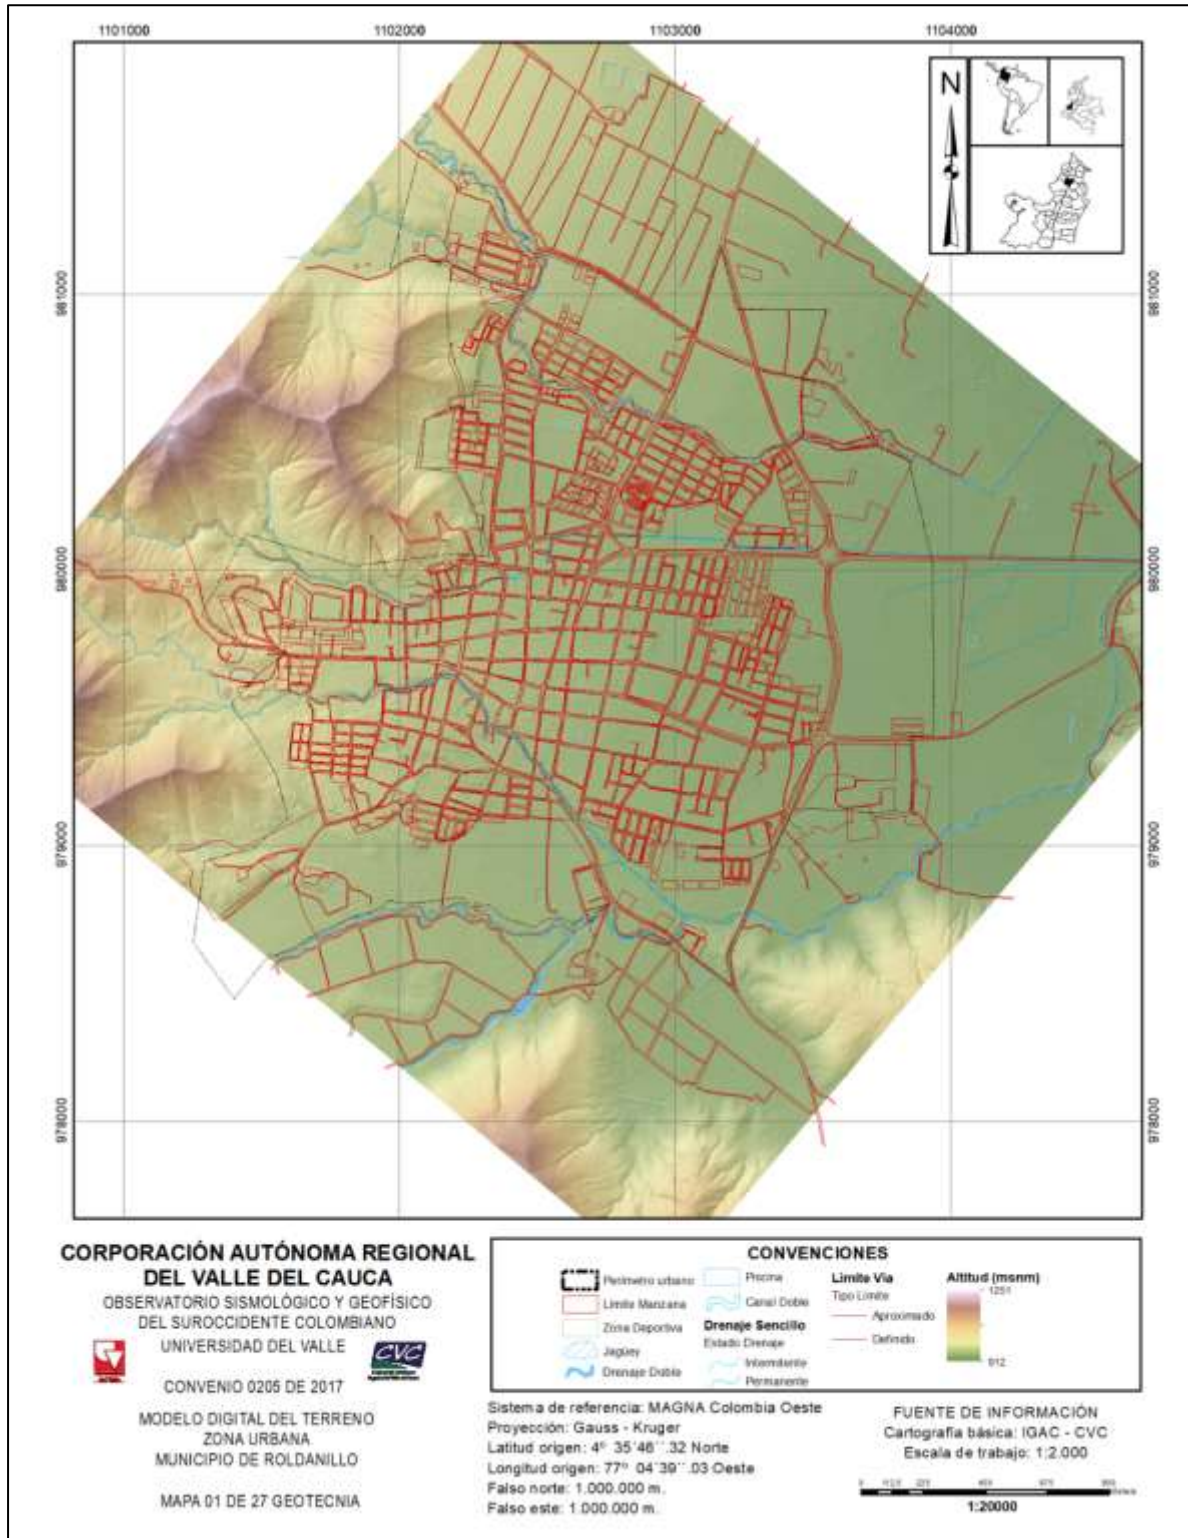 1101000 1102000 1103000 1104000
N
981000 981000
980000 980000
979000 979000
978000 978000
CORPORACIÓN AUTÓNOMA REGIONAL
DEL VALLE DEL CAUCA
OBSERVATORIO SISMOLÓGICO Y GEOFÍSICO
DEL SUROCCIDENTE COLOMBIANO
UNIVERSIDAD DEL VALLE
CVC
CONVENIO 0205 DE 2017
MODELO DIGITAL DEL TERRENO
ZONA URBANA
MUNICIPIO DE ROLDANILLO
MAPA 01 DE 27 GEOTECNIA
CONVENCIONES
Perímetro urbano
Límite Manzana
Zona Deportiva
Jagüey
Drenaje Doble
Piscina
Canal Doble
Drenaje Sencillo
Estado Drenaje
Intermitente
Permanente
Límite Vía
Tipo Límite
Aproximado
Definido
Altitud (msnm)
1251
912
Sistema de referencia: MAGNA Colombia Oeste
Proyección: Gauss - Kruger
Latitud origen: 4° 35´46´´.32 Norte
Longitud origen: 77° 04´39´´.03 Oeste
Falso norte: 1.000.000 m.
Falso este: 1.000.000 m.
FUENTE DE INFORMACIÓN
Cartografía básica: IGAC - CVC
Escala de trabajo: 1:2.000
1:20000